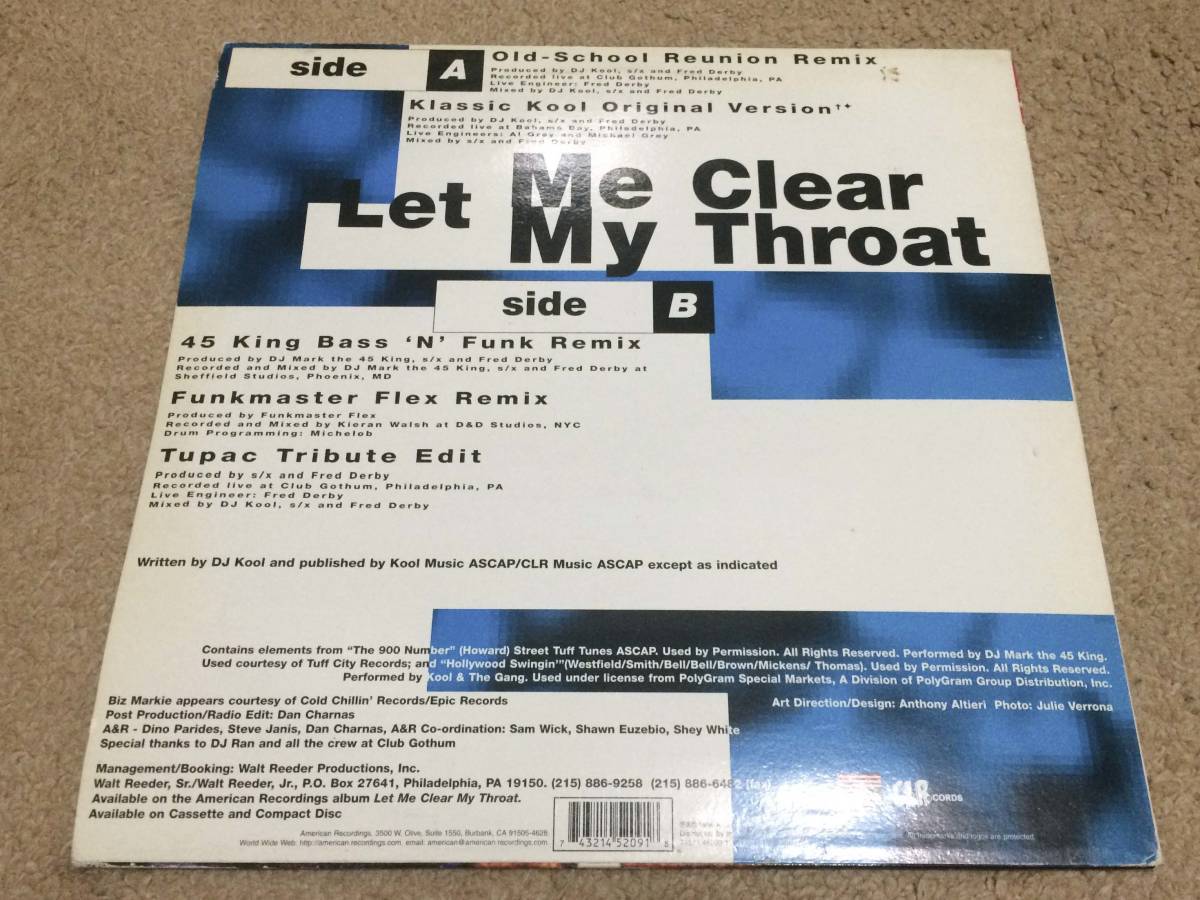 side A
Old-School Reunion Remix
Produced by DJ Kool, s/x and Fred Derby
Recorded live at Club Gothum, Philadelphia, PA
Live Engineer: Fred Derby
Mixed by DJ Kool, s/x and Fred Derby
Klassic Kool Original Version†*
Produced by DJ Kool, s/x and Fred Derby
Recorded live at Bahama Bay, Philadelphia, PA
Live Engineers: Al Grey and Michael Grey
Mixed by s/x and Fred Derby
Let Me Clear
My Throat
side B
45 King Bass ‘N’ Funk Remix
Produced by DJ Mark the 45 King, s/x and Fred Derby
Recorded and Mixed by DJ Mark the 45 King, s/x and Fred Derby at
Sheffield Studios, Phoenix, MD
Funkmaster Flex Remix
Produced by Funkmaster Flex
Recorded and Mixed by Kieran Walsh at D&D Studios, NYC
Drum Programming: Michelob
Tupac Tribute Edit
Produced by s/x and Fred Derby
Recorded live at Club Gothum, Philadelphia, PA
Live Engineer: Fred Derby
Mixed by DJ Kool, s/x and Fred Derby
Written by DJ Kool and published by Kool Music ASCAP/CLR Music ASCAP except as indicated
Contains elements from “The 900 Number” (Howard) Street Tuff Tunes ASCAP. Used by Permission. All Rights Reserved. Performed by DJ Mark the 45 King.
Used courtesy of Tuff City Records; and “Hollywood Swingin’”(Westfield/Smith/Bell/Bell/Brown/Mickens/ Thomas). Used by Permission. All Rights Reserved.
Performed by Kool & The Gang. Used under license from PolyGram Special Markets, A Division of PolyGram Group Distribution, Inc.
Biz Markie appears courtesy of Cold Chillin’ Records/Epic Records
Art Direction/Design: Anthony Altieri Photo: Julie Verrona
Post Production/Radio Edit: Dan Charnas
A&R - Dino Parides, Steve Janis, Dan Charnas, A&R Co-ordination: Sam Wick, Shawn Euzebio, Shey White
Special thanks to DJ Ran and all the crew at Club Gothum
Management/Booking: Walt Reeder Productions, Inc.
Walt Reeder, Sr./Walt Reeder, Jr., P.O. Box 27641, Philadelphia, PA 19150. (215) 886-9258 (215) 886-6482 (fax)
Available on the American Recordings album Let Me Clear My Throat.
Available on Cassette and Compact Disc
American Recordings, 3500 W. Olive, Suite 1550, Burbank, CA 91505-4628
World Wide Web: http://american.recordings.com, email: american@american.recordings.com
7 43214 52091 8
CLR RECORDS
All trademarks and logos are protected.